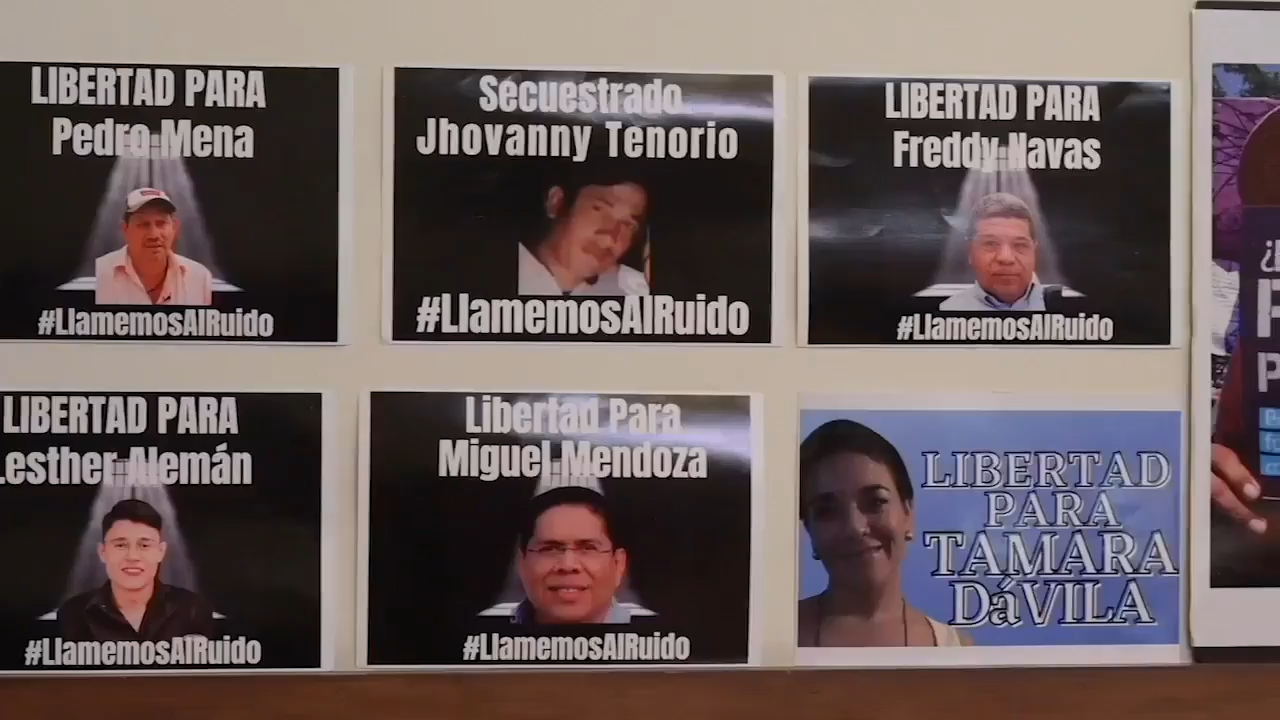 LIBERTAD PARA
Pedro Mena
#LlamemosAlRuido
Secuestrado
Jhovanny Tenorio
#LlamemosAlRuido
LIBERTAD PARA
Freddy Navas
#LlamemosAlRuido
LIBERTAD PARA
Lesther Alemán
#LlamemosAlRuido
Libertad Para
Miguel Mendoza
#LlamemosAlRuido
LIBERTAD
PARA
TAMARA
DáVILA